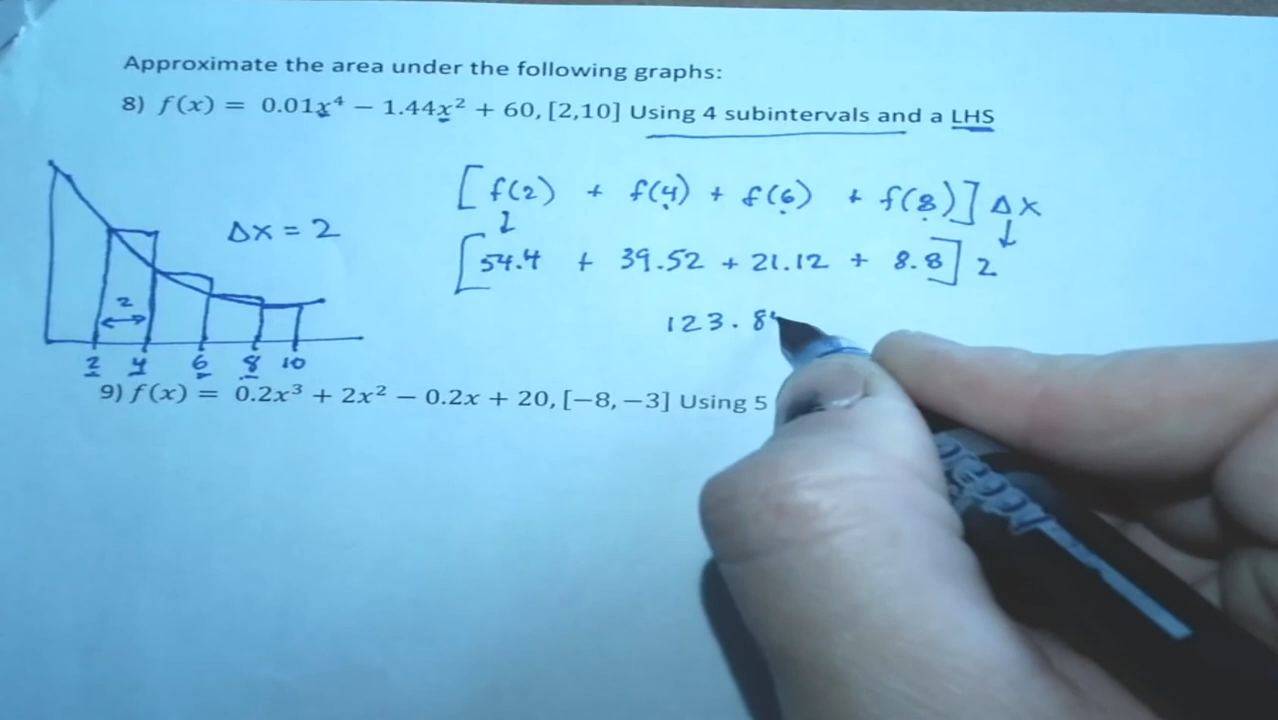 Approximate the area under the following graphs:
8) f(x) = 0.01x⁴ − 1.44x² + 60, [2,10] Using 4 subintervals and a LHS
[f(2) + f(4) + f(6) + f(8)] Δx
Δx = 2
[54.4 + 39.52 + 21.12 + 8.8] 2
2
123.84
2 4 6 8 10
9) f(x) = 0.2x³ + 2x² − 0.2x + 20, [−8, −3] Using 5